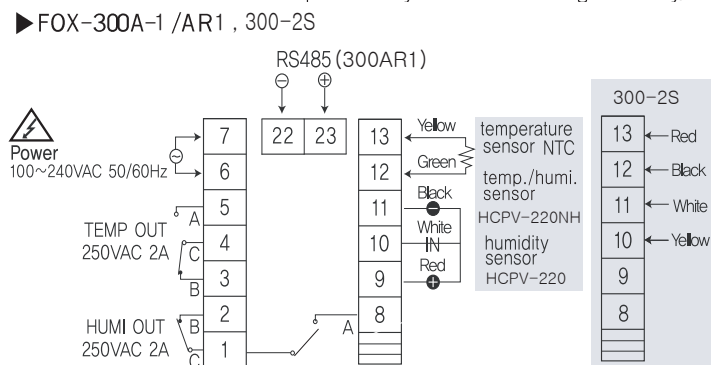 ▶FOX-300A-1 /AR1 , 300-2S
RS485 (300AR1)
⊖ ⊕
22 23
Power
100~240VAC 50/60Hz
7
6
5
4
3
2
1
A
C
B
B
C
TEMP OUT
250VAC 2A
HUMI OUT
250VAC 2A
A
13
12
11
10
9
8
Yellow
Green
Black
White
IN
Red
temperature
sensor NTC
temp./humi.
sensor
HCPV-220NH
humidity
sensor
HCPV-220
300-2S
13 Red
12 Black
11 White
10 Yellow
9
8